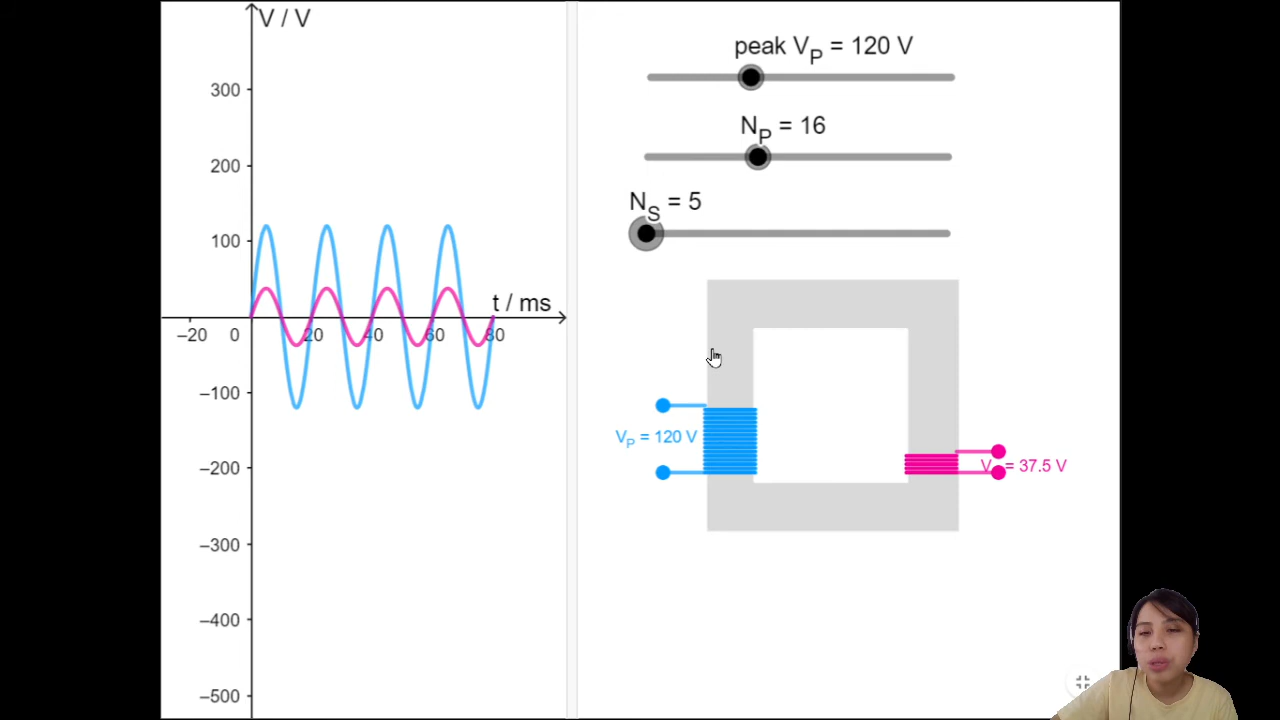 V / V
300
200
100
t / ms
−20
0
20
40
60
80
−100
−200
−300
−400
−500
peak V_P = 120 V
N_P = 16
N_S = 5
V_P = 120 V
V = 37.5 V